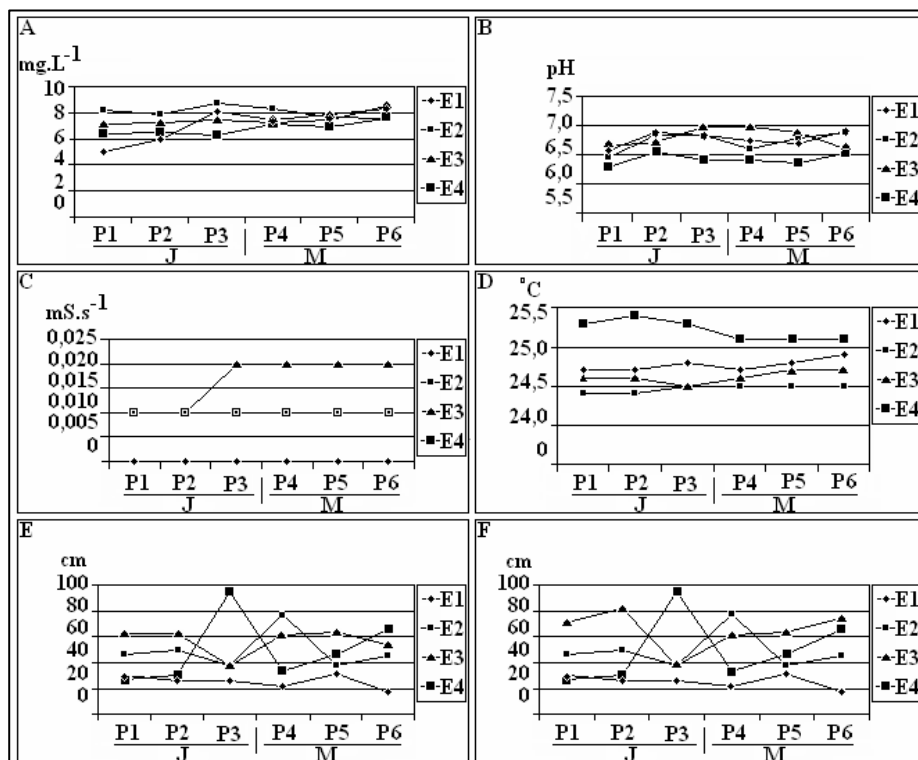 A
mg.L-1
10
8
6
4
2
0
P1 P2 P3 P4 P5 P6
J M
E1
E2
E3
E4
B
pH
7,5
7,0
6,5
6,0
5,5
P1 P2 P3 P4 P5 P6
J M
E1
E2
E3
E4
C
mS.s-1
0,025
0,020
0,015
0,010
0,005
0
P1 P2 P3 P4 P5 P6
J M
E1
E2
E3
E4
D
°C
25,5
25,0
24,5
24,0
0
P1 P2 P3 P4 P5 P6
J M
E1
E2
E3
E4
E
cm
100
80
60
40
20
0
P1 P2 P3 P4 P5 P6
J M
E1
E2
E3
E4
F
cm
100
80
60
40
20
0
P1 P2 P3 P4 P5 P6
J M
E1
E2
E3
E4